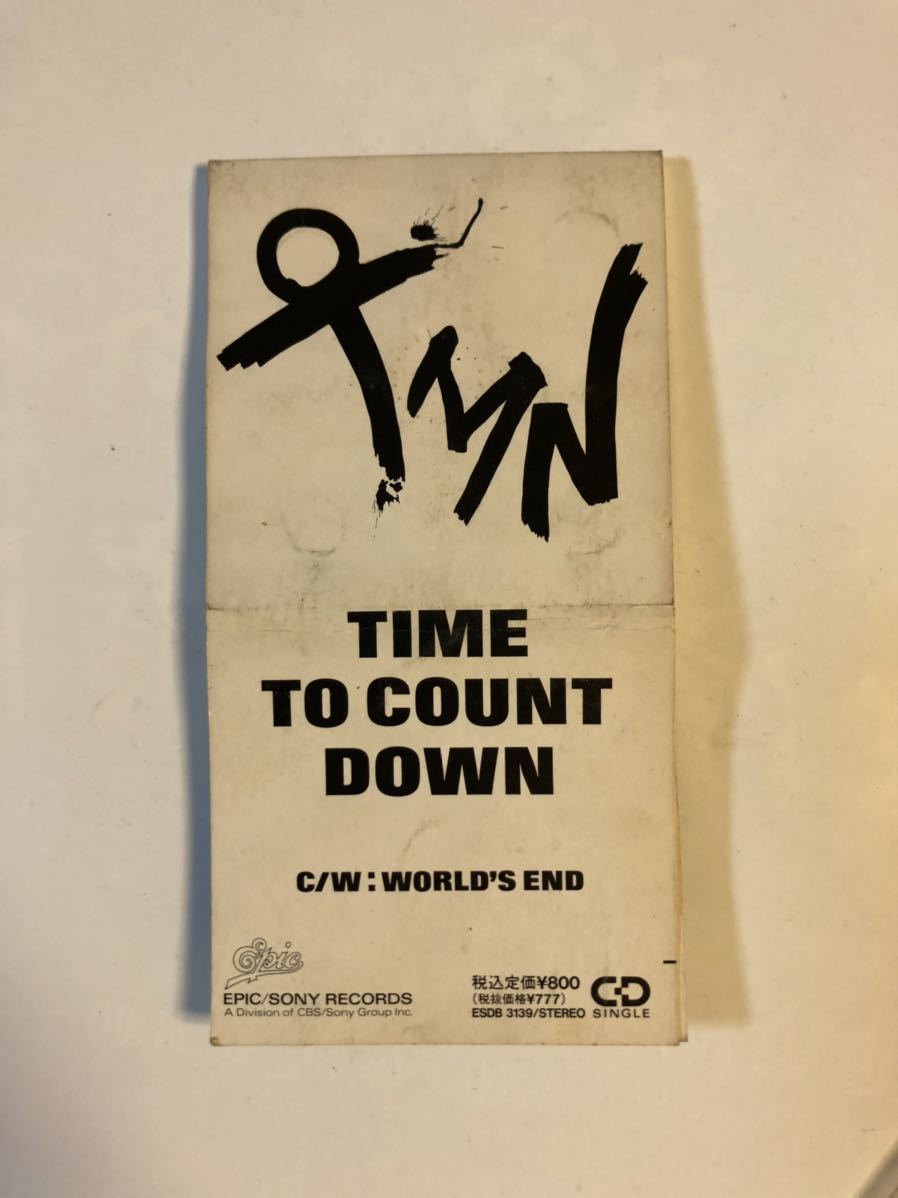 TMN
TIME
TO COUNT
DOWN
C/W : WORLD'S END
Epic
EPIC/SONY RECORDS
A Division of CBS/Sony Group Inc.
税込定価¥800
(税抜価格¥777)
ESDB 3139/STEREO
CD
SINGLE